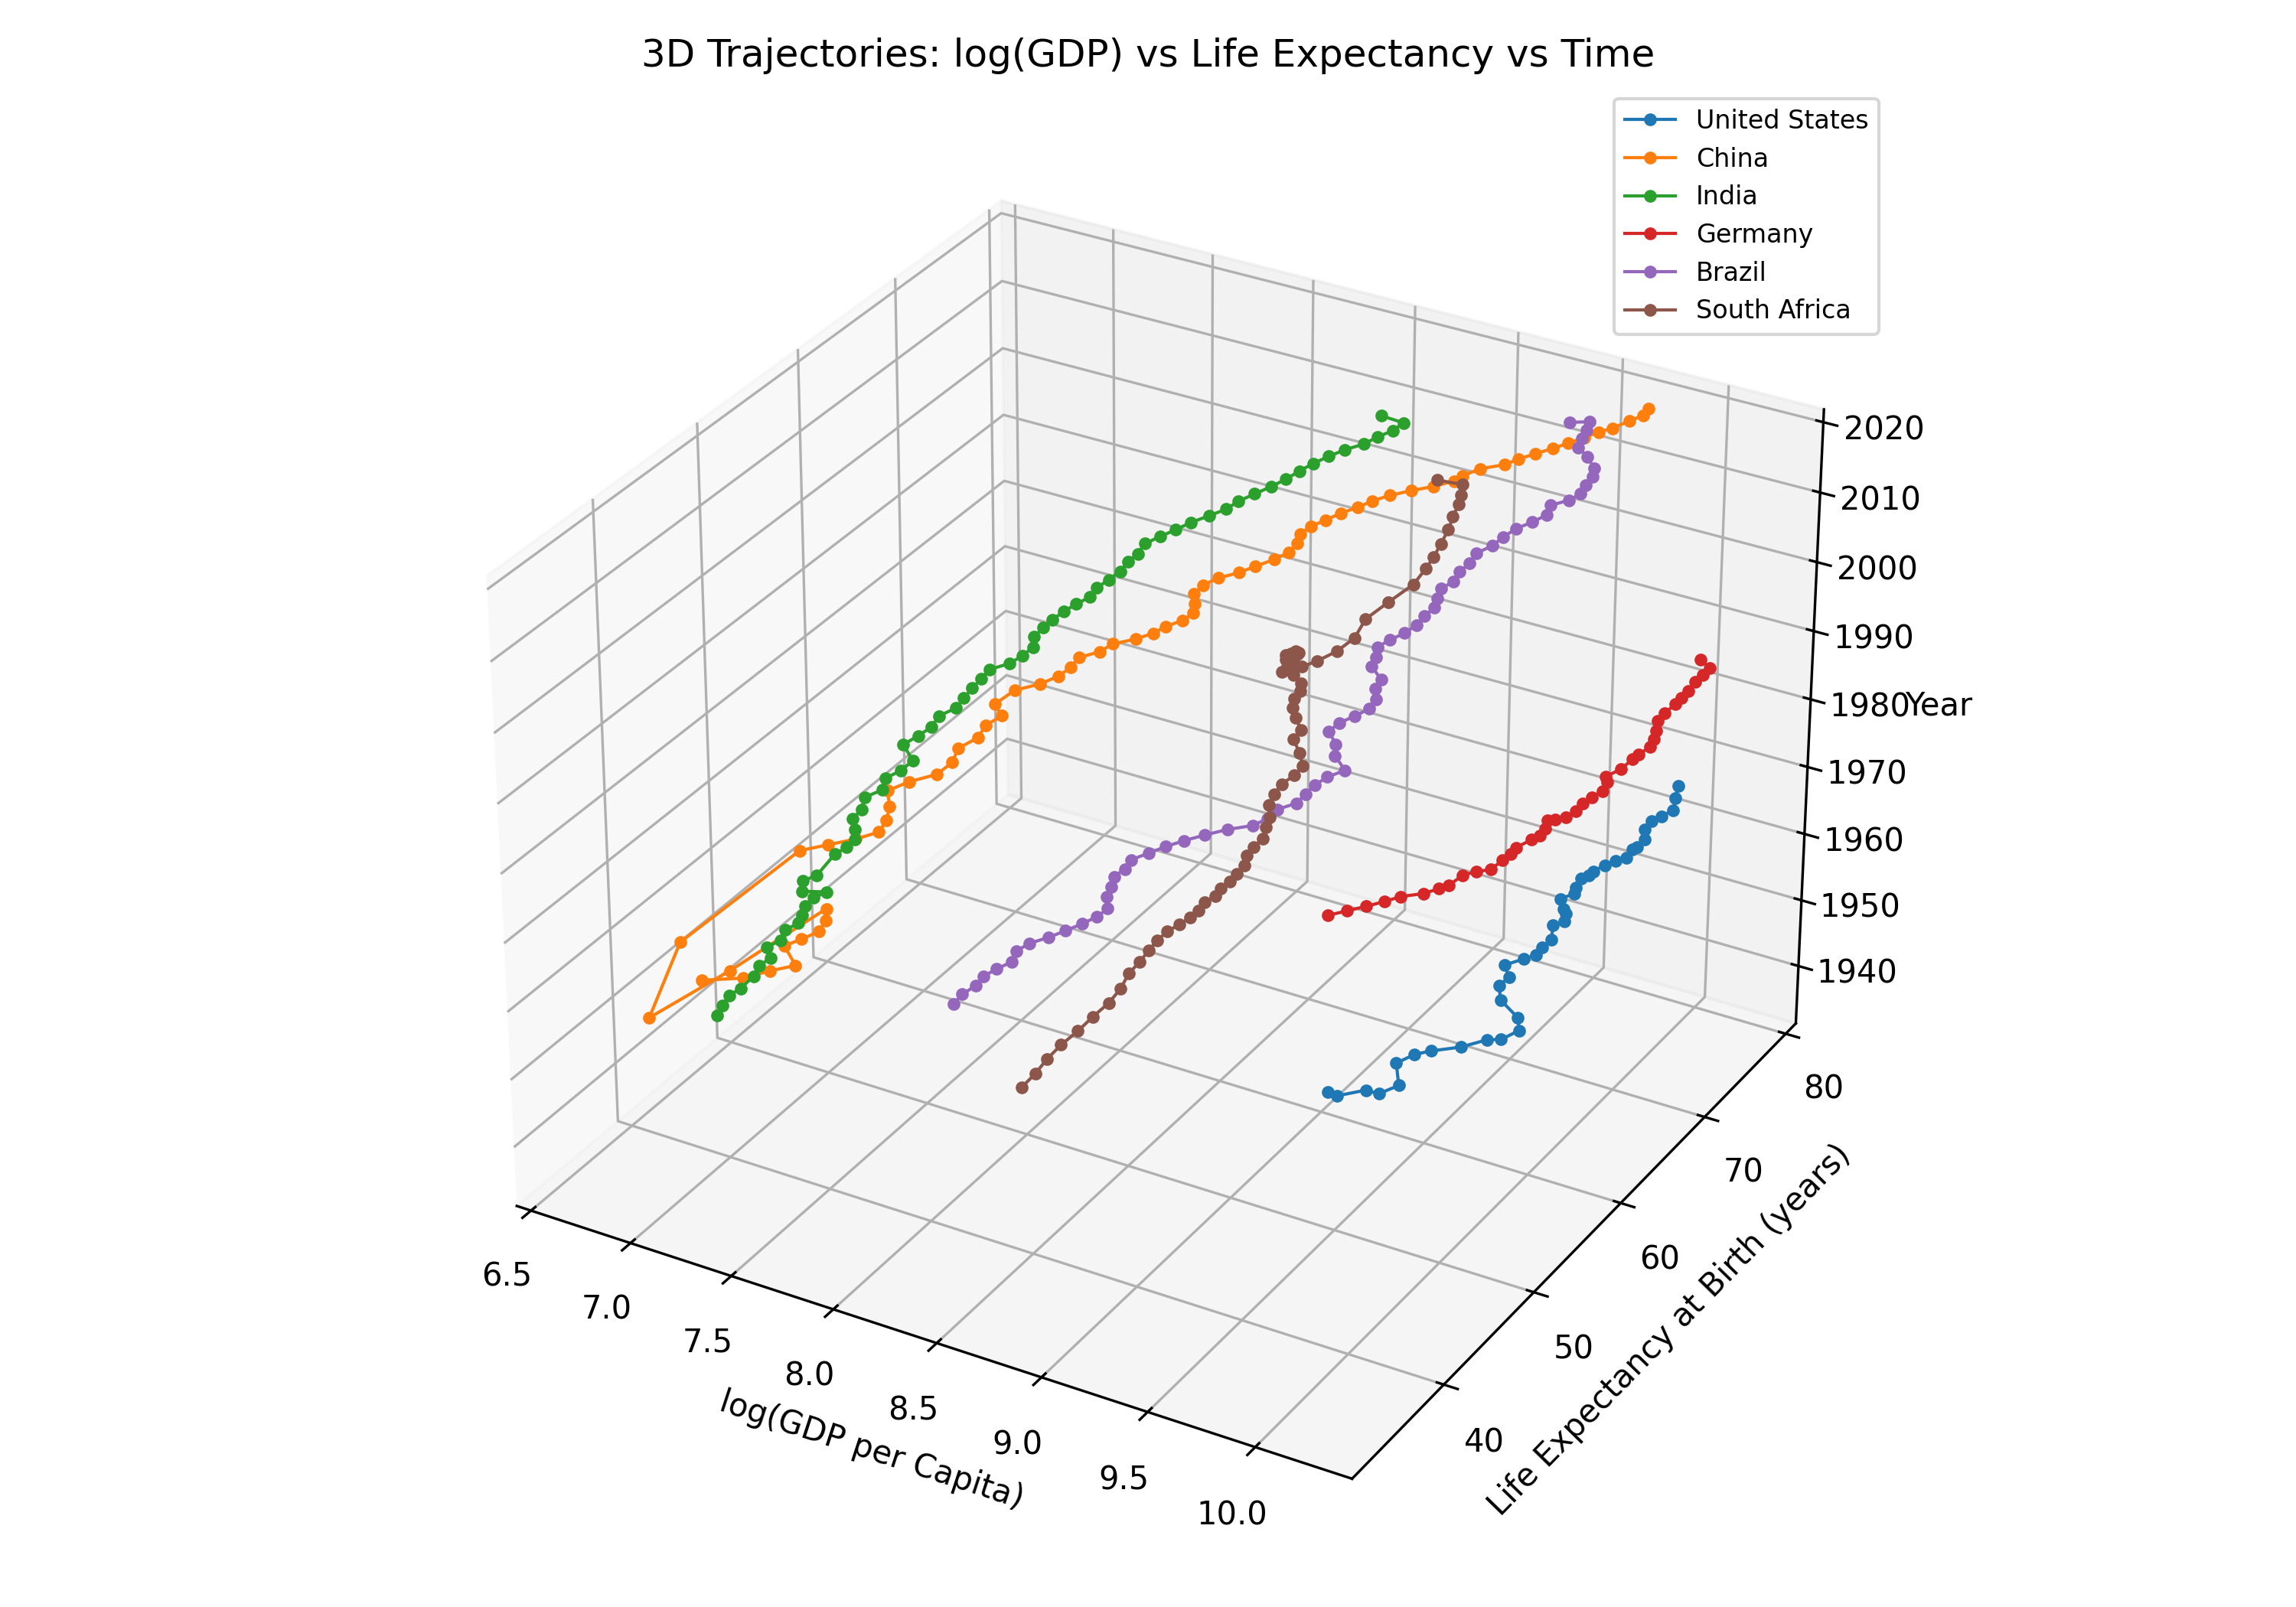 3D Trajectories: log(GDP) vs Life Expectancy vs Time
United States
China
India
Germany
Brazil
South Africa
2020
2010
2000
1990
1980
Year
1970
1960
1950
1940
80
70
60
50
40
Life Expectancy at Birth (years)
6.5
7.0
7.5
8.0
8.5
9.0
9.5
10.0
log(GDP per Capita)